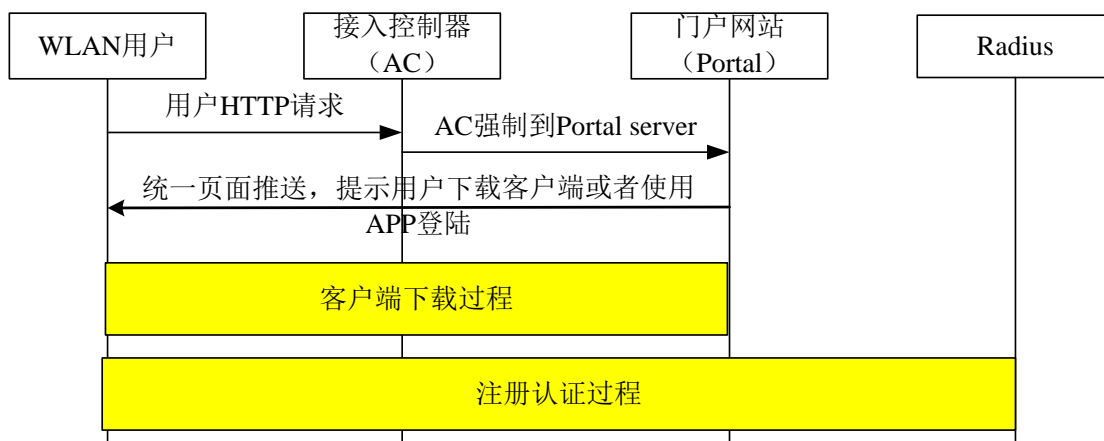 WLAN用户
接入控制器
（AC）
门户网站
（Portal）
Radius
用户HTTP请求
AC强制到Portal server
统一页面推送，提示用户下载客户端或者使用
APP登陆
客户端下载过程
注册认证过程